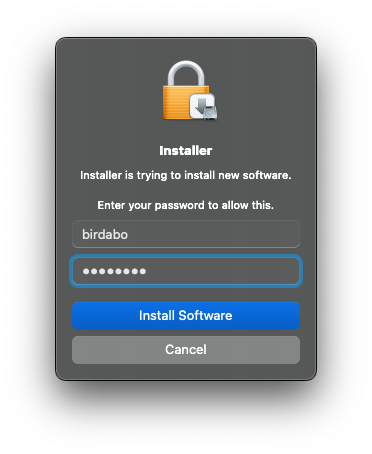 Installer
Installer is trying to install new software.
Enter your password to allow this.
birdabo
●●●●●●●●
Install Software
Cancel